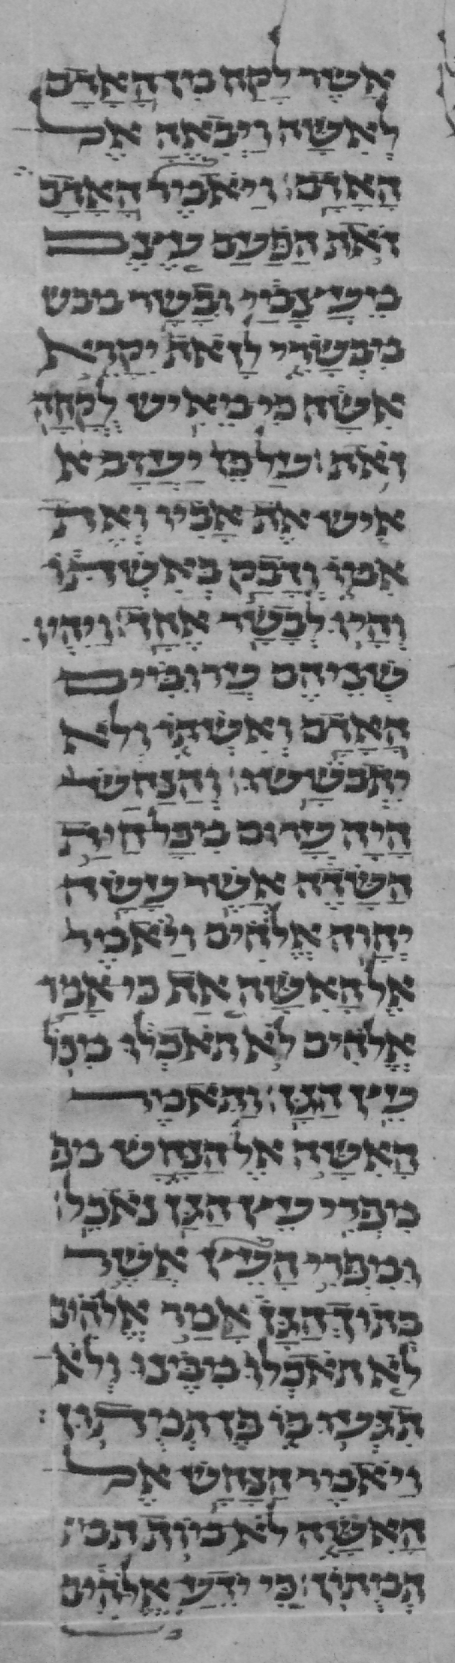 אשר לקח מן האדם
לאשה ויבאה אל
האדם׃ ויאמר האדם
זאת הפעם עצם
מעצמי ובשר מבש
מבשרי לזאת יקרא
אשה כי מאיש לקחה
זאת׃ על כן יעזב א
איש את אביו ואת
אמו ודבק באשתו
והיו לבשר אחד׃ ויהיו
שניהם ערומים
האדם ואשתו ולא
יתבששו׃ והנחש
היה ערום מכל חית
השדה אשר עשה
יהוה אלהים ויאמר
אל האשה אף כי אמר
אלהים לא תאכלו מכל
עץ הגן׃ ותאמר
האשה אל הנחש מפ
מפרי עץ הגן נאכל׃
ומפרי העץ אשר
בתוך הגן אמר אלהים
לא תאכלו ממנו ולא
תגעו בו פן תמתון׃
ויאמר הנחש אל
האשה לא מות תמ
תמתון׃ כי ידע אלהים